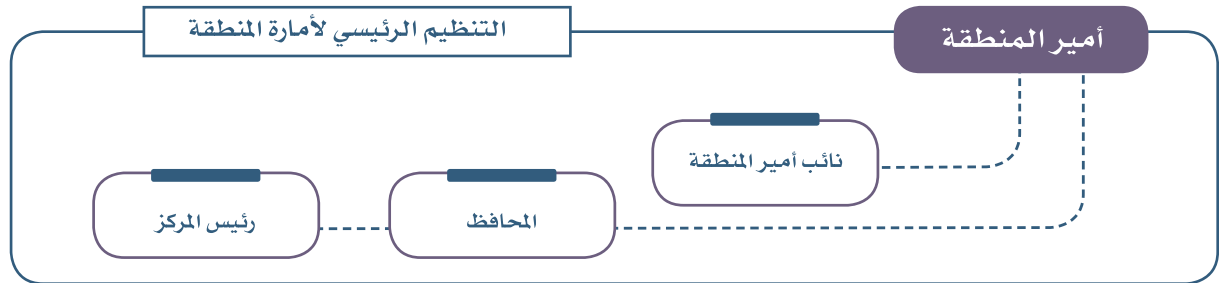 التنظيم الرئيسي لأمارة المنطقة
أمير المنطقة
نائب أمير المنطقة
المحافظ
رئيس المركز